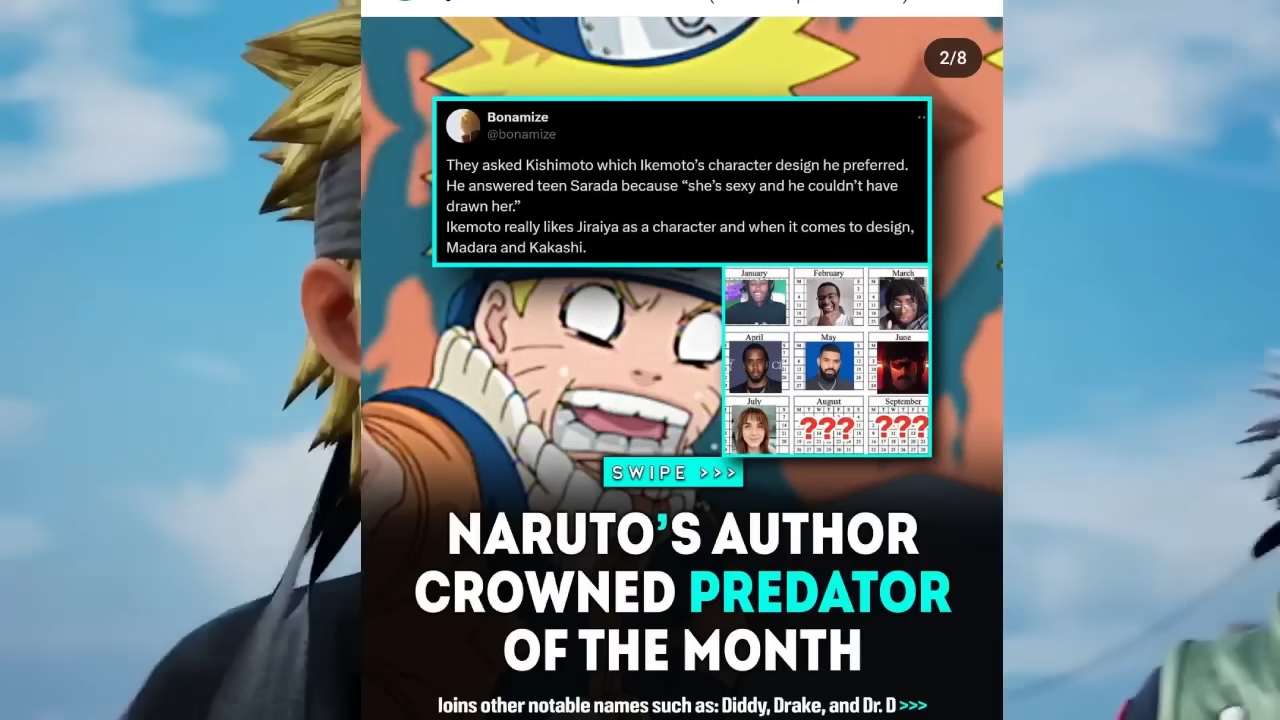 2/8
Bonamize
@bonamize
They asked Kishimoto which Ikemoto's character design he preferred.
He answered teen Sarada because “she's sexy and he couldn't have
drawn her.”
Ikemoto really likes Jiraiya as a character and when it comes to design,
Madara and Kakashi.
January February March
April May June
July August September
??? ???
SWIPE >>>
NARUTO'S AUTHOR
CROWNED PREDATOR
OF THE MONTH
Joins other notable names such as: Diddy, Drake, and Dr. D >>>